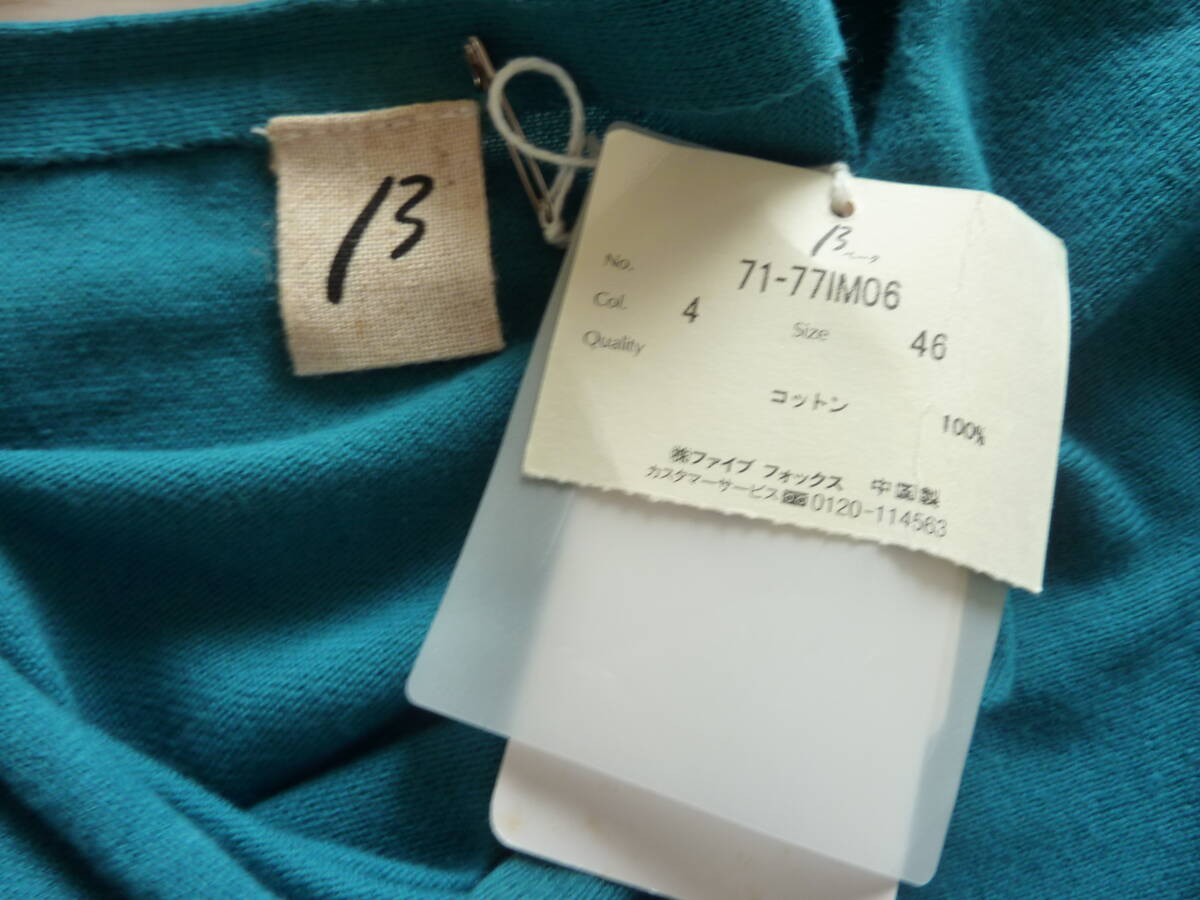 β
β
ベータ
No. 71-77IM06
Col. 4 Size 46
Quality
コットン 100%
㈱ファイブ フォックス 中国製
カスタマーサービス 0120-114563